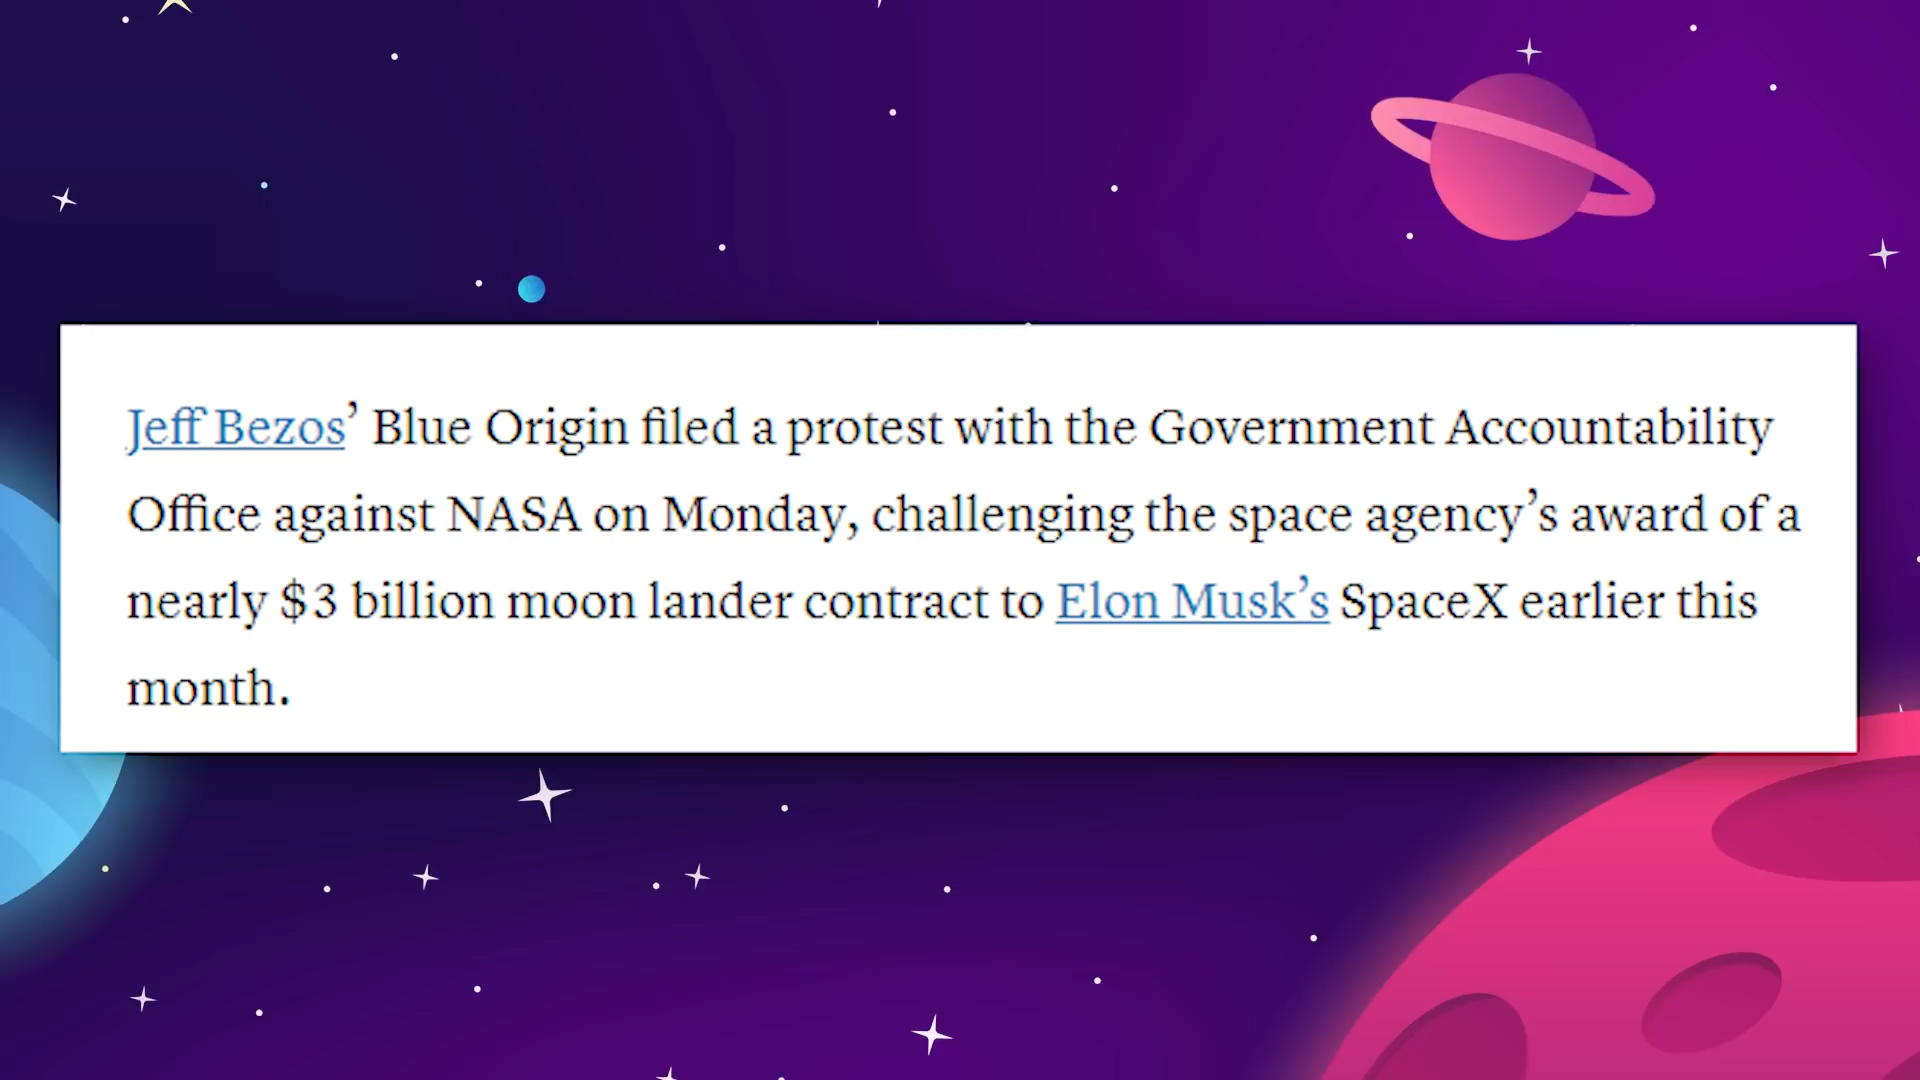 Jeff Bezos’ Blue Origin filed a protest with the Government Accountability
Office against NASA on Monday, challenging the space agency’s award of a
nearly $3 billion moon lander contract to Elon Musk’s SpaceX earlier this
month.